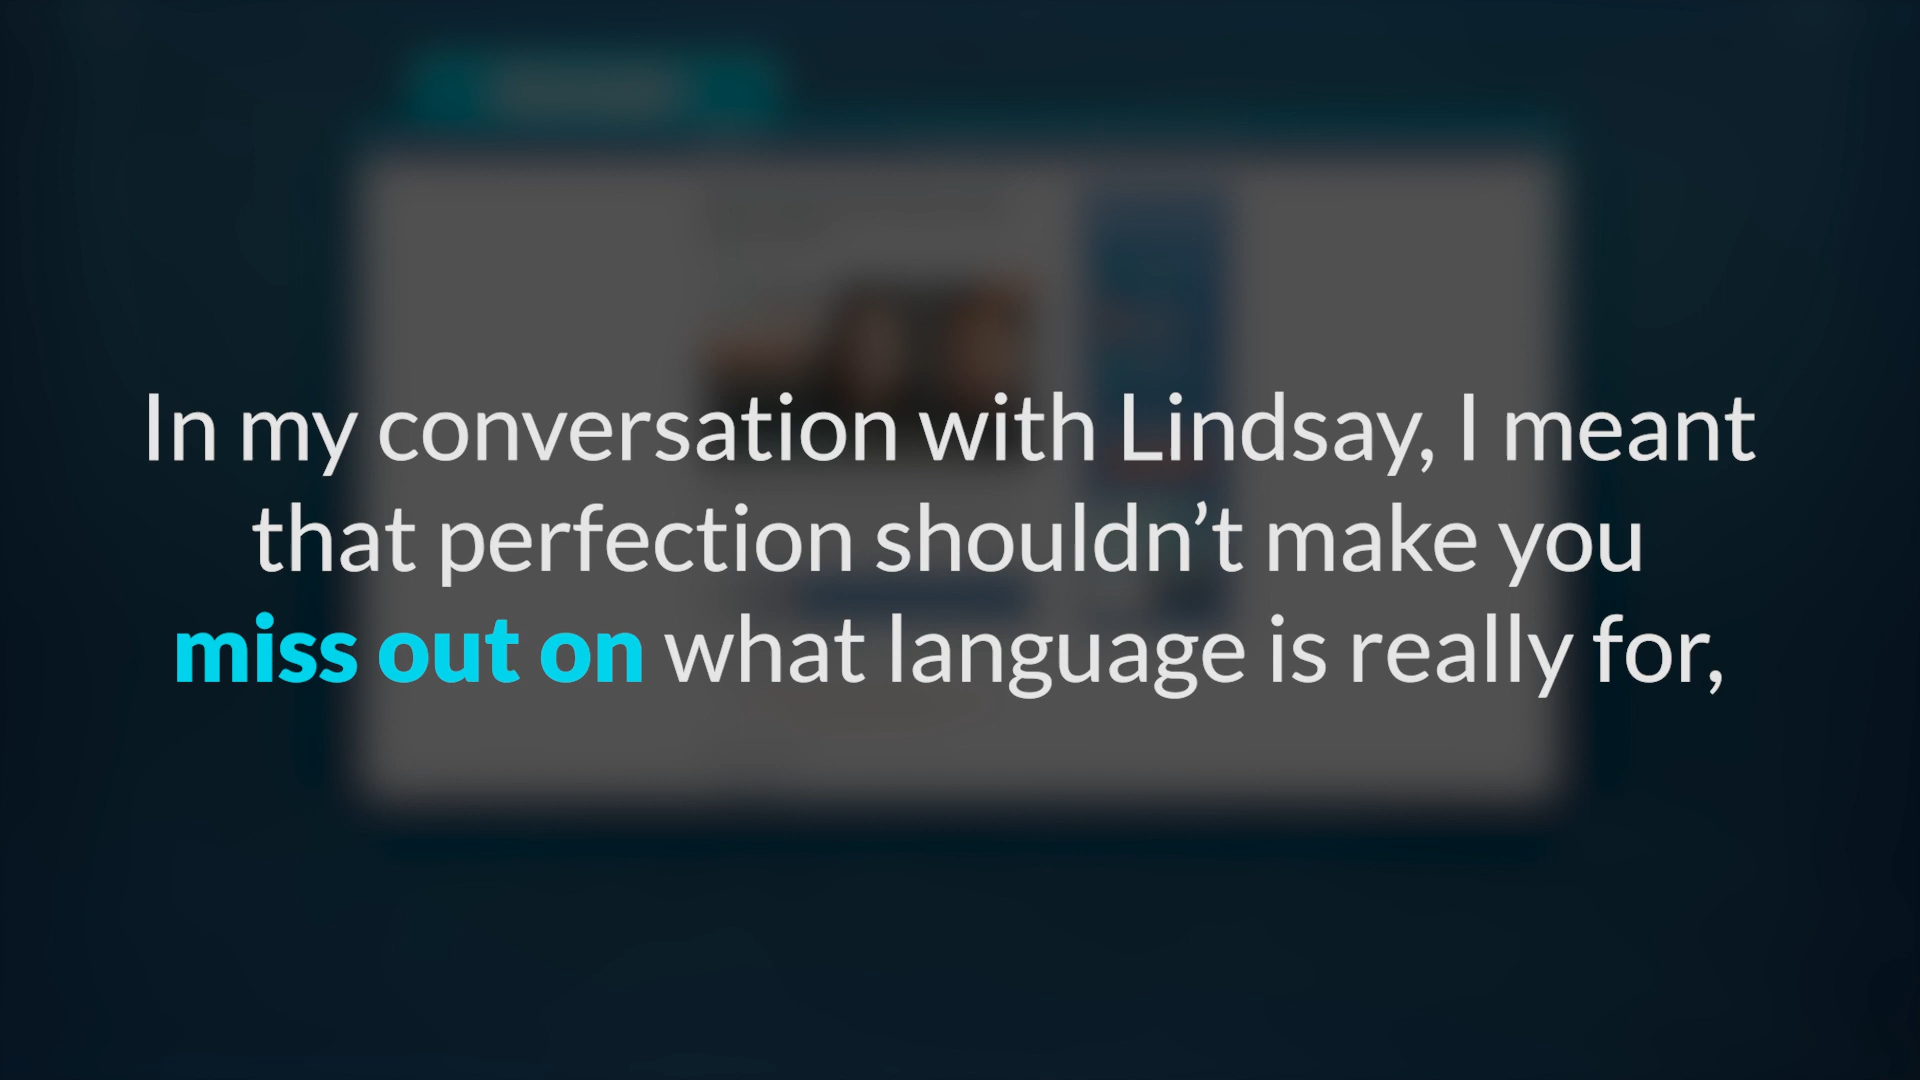 In my conversation with Lindsay, I meant
that perfection shouldn’t make you
miss out on what language is really for,